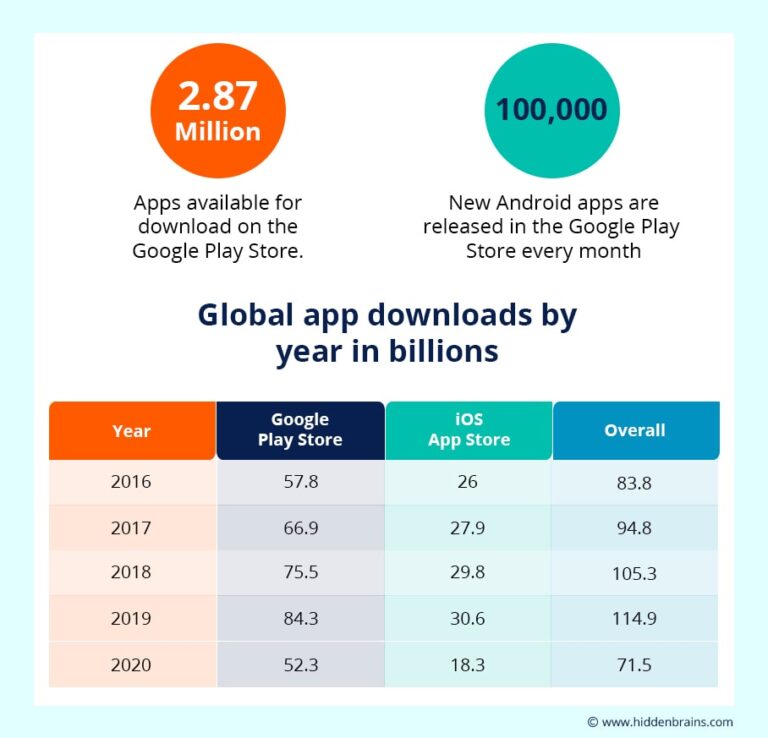 2.87
Million
Apps available for
download on the
Google Play Store.
100,000
New Android apps are
released in the Google Play
Store every month
Global app downloads by
year in billions
Year Google Play Store iOS App Store Overall
2016 57.8 26 83.8
2017 66.9 27.9 94.8
2018 75.5 29.8 105.3
2019 84.3 30.6 114.9
2020 52.3 18.3 71.5
© www.hiddenbrains.com